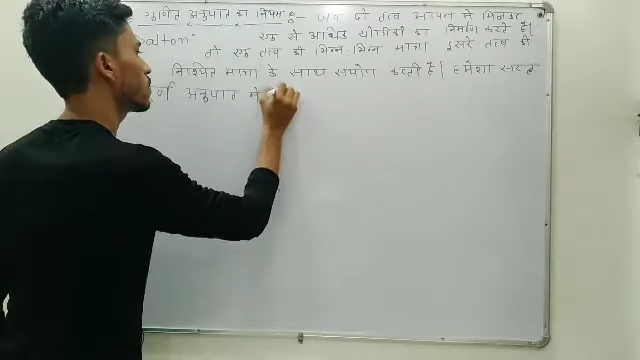 गुणित अनुपात का नियम :- जब दो तत्व आपस में मिलकर
Dalton एक से अधिक यौगिकों का निर्माण करते हैं।
तो एक तत्व की भिन्न भिन्न मात्रा दूसरे तत्व की
निश्चित मात्रा के साथ संयोग करती है। हमेशा सरल
पूर्ण अनुपात में